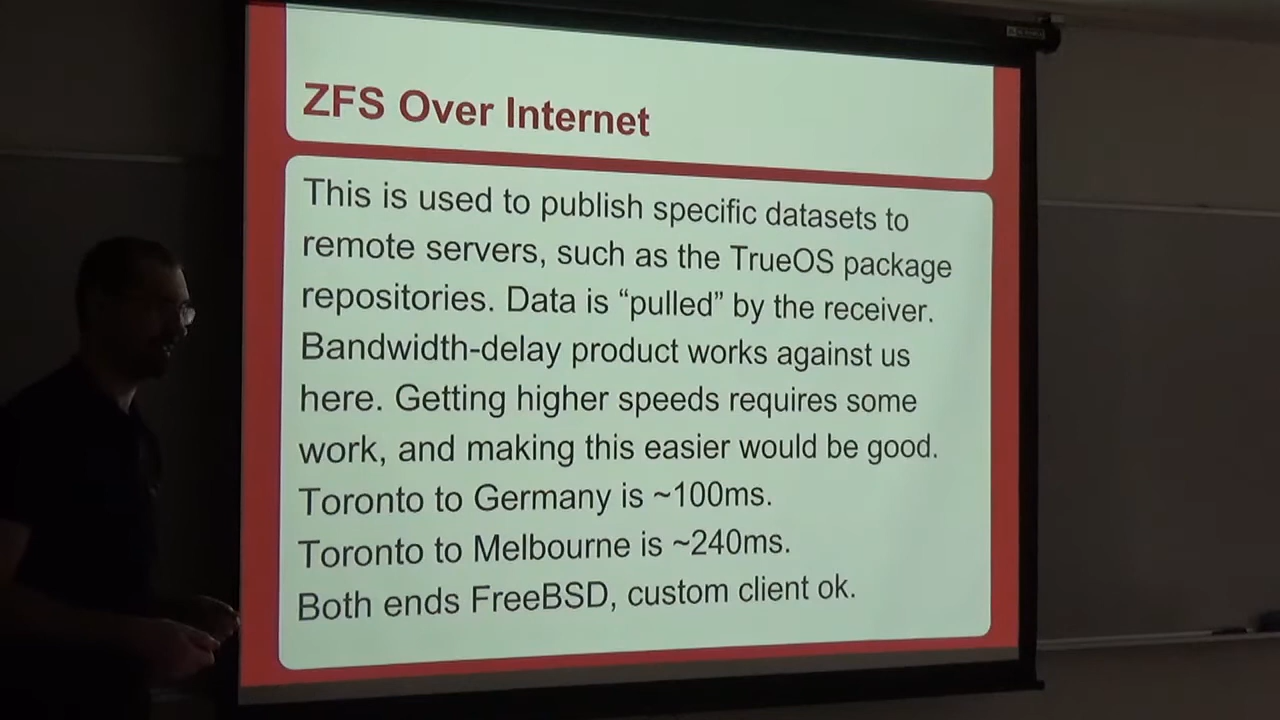 ZFS Over Internet
This is used to publish specific datasets to
remote servers, such as the TrueOS package
repositories. Data is “pulled” by the receiver.
Bandwidth-delay product works against us
here. Getting higher speeds requires some
work, and making this easier would be good.
Toronto to Germany is ~100ms.
Toronto to Melbourne is ~240ms.
Both ends FreeBSD, custom client ok.